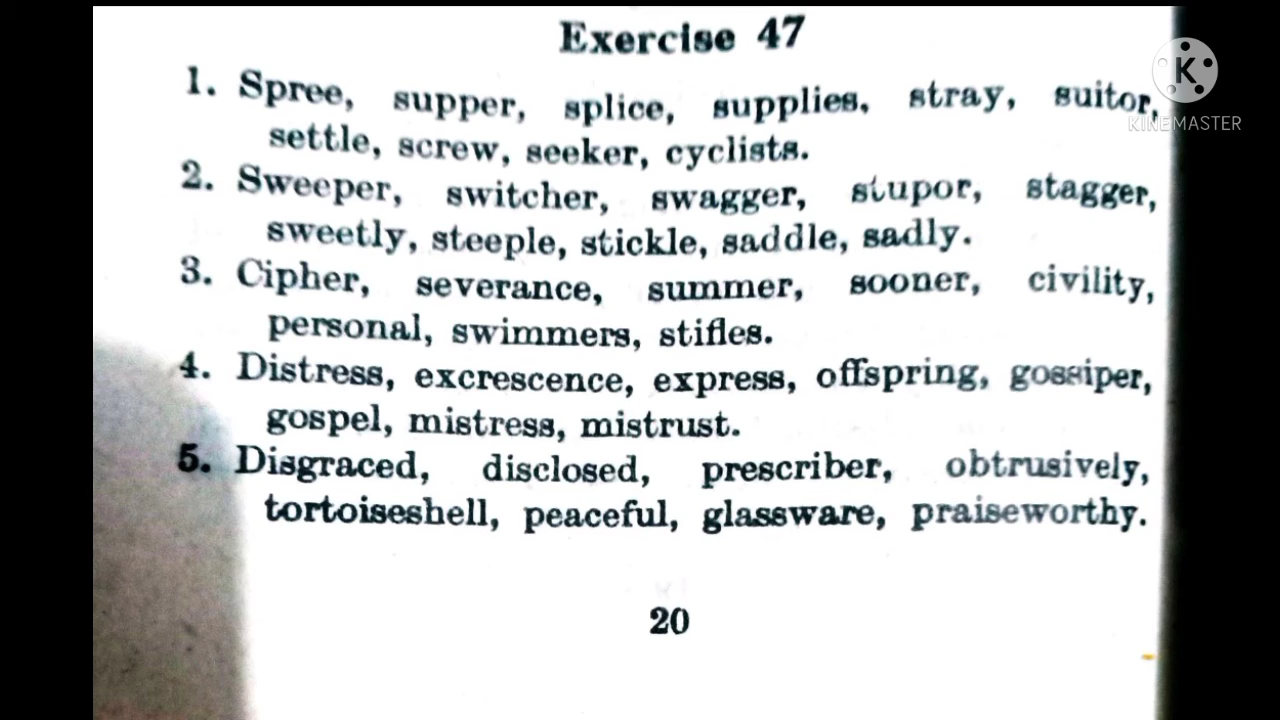 Exercise 47
1. Spree, supper, splice, supplies, stray, suitor,
settle, screw, seeker, cyclists.
2. Sweeper, switcher, swagger, stupor, stagger,
sweetly, steeple, stickle, saddle, sadly.
3. Cipher, severance, summer, sooner, civility,
personal, swimmers, stifles.
4. Distress, excrescence, express, offspring, gossiper,
gospel, mistress, mistrust.
5. Disgraced, disclosed, prescriber, obtrusively,
tortoiseshell, peaceful, glassware, praiseworthy.
20
K
KINEMASTER